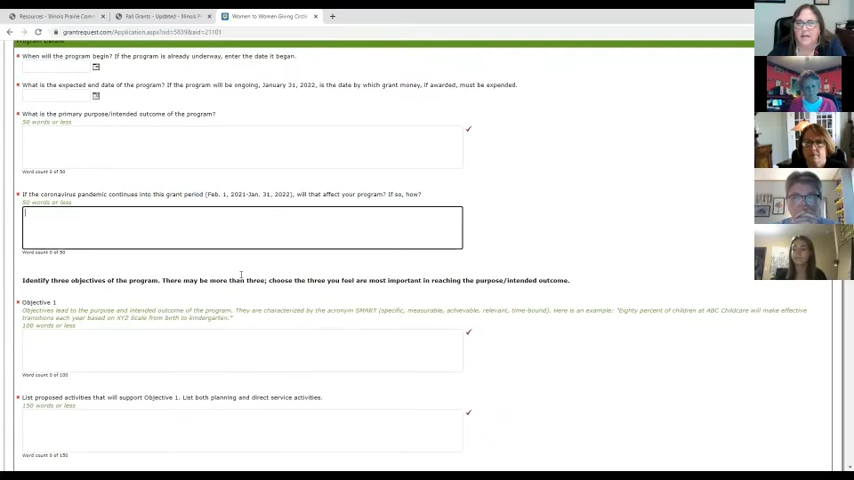 Resources - Illinois Prairie Com
Fall Grants - Updated - Illinois P
Women to Women Giving Circle
grantrequest.com/Application.aspx?nid=5839&aid=21101
Program Details
When will the program begin? If the program is already underway, enter the date it began.
What is the expected end date of the program? If the program will be ongoing, January 31, 2022, is the date by which grant money, if awarded, must be expended.
What is the primary purpose/intended outcome of the program?
50 words or less
Word count 0 of 50
If the coronavirus pandemic continues into this grant period (Feb. 1, 2021-Jan. 31, 2022), will that affect your program? If so, how?
50 words or less
Word count 0 of 50
Identify three objectives of the program. There may be more than three; choose the three you feel are most important in reaching the purpose/intended outcome.
Objective 1
Objectives lead to the purpose and intended outcome of the program. They are characterized by the acronym SMART (specific, measurable, achievable, relevant, time-bound). Here is an example: "Eighty percent of children at ABC Childcare will make effective
transitions each year based on XYZ Scale from birth to kindergarten."
100 words or less
Word count 0 of 100
List proposed activities that will support Objective 1. List both planning and direct service activities.
150 words or less
Word count 0 of 150